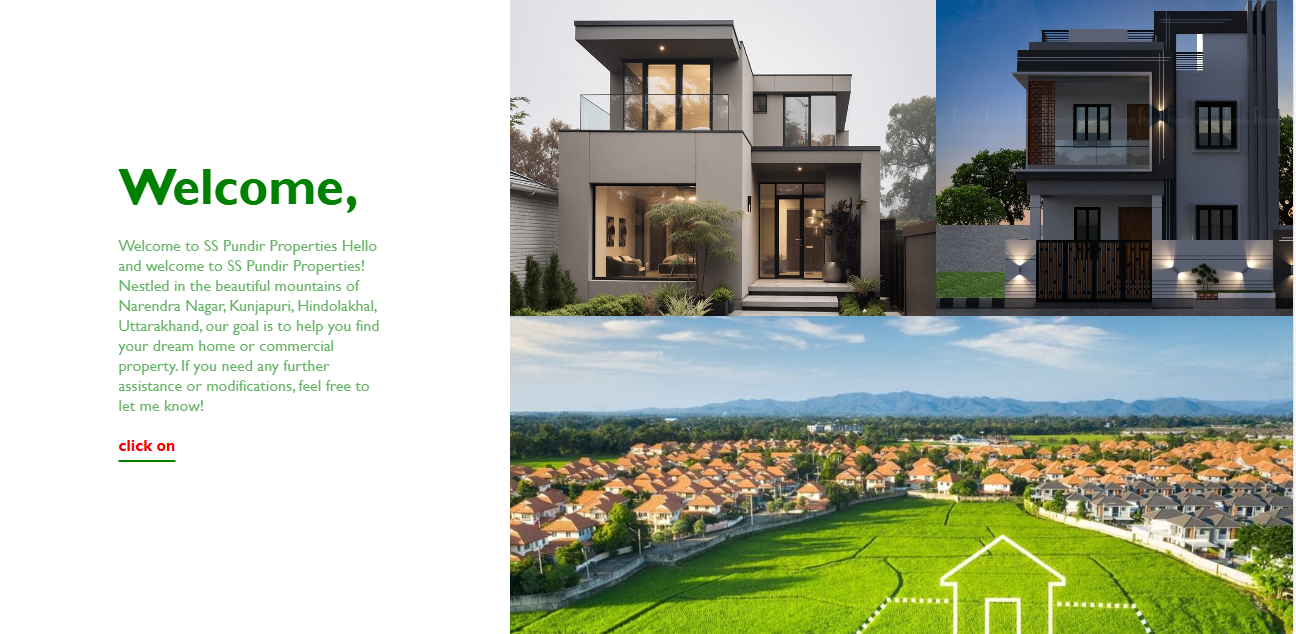 Welcome,
Welcome to SS Pundir Properties Hello
and welcome to SS Pundir Properties!
Nestled in the beautiful mountains of
Narendra Nagar, Kunjapuri, Hindolakhal,
Uttarakhand, our goal is to help you find
your dream home or commercial
property. If you need any further
assistance or modifications, feel free to
let me know!
click on